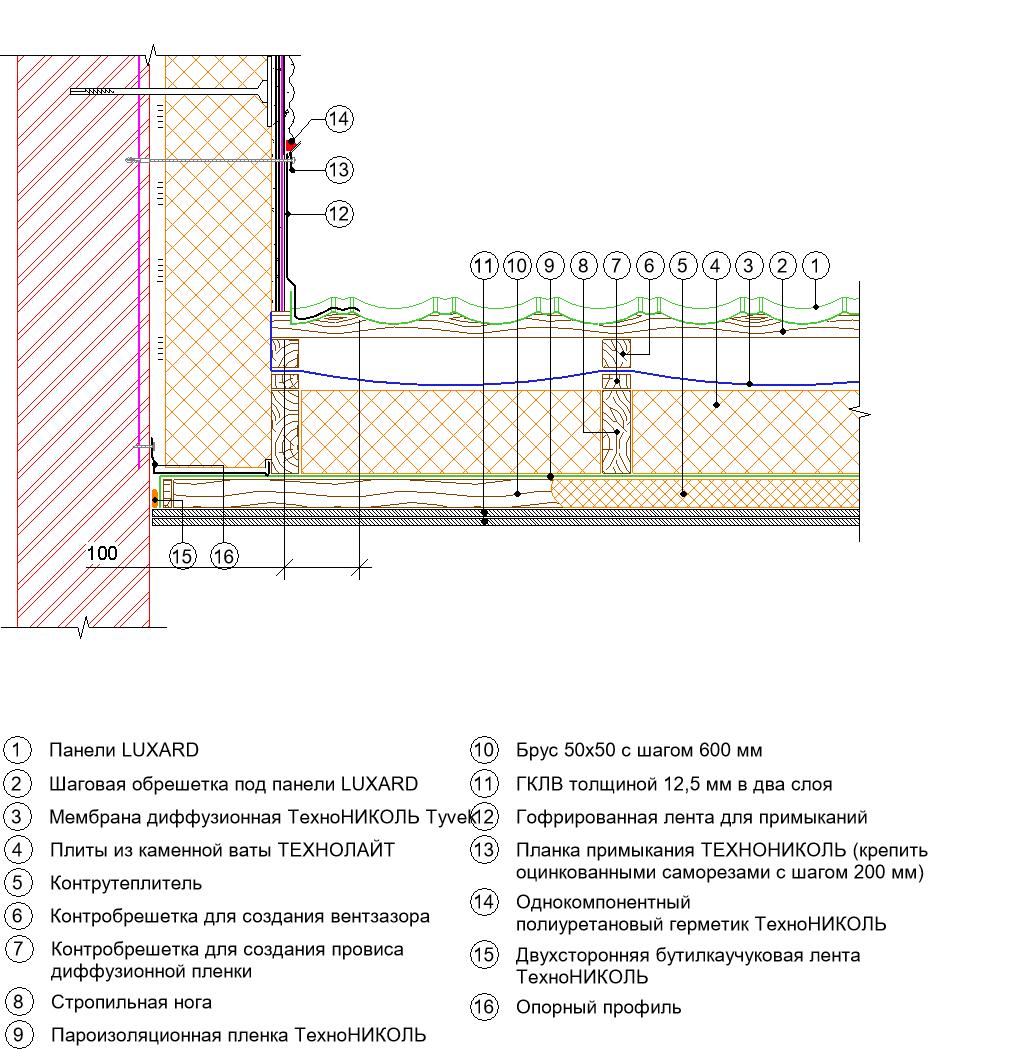 14
13
12
11 10 9 8 7 6 5 4 3 2 1
100
15 16
1 Панели LUXARD
2 Шаговая обрешетка под панели LUXARD
3 Мембрана диффузионная ТехноНИКОЛЬ Tyvek
4 Плиты из каменной ваты ТЕХНОЛАЙТ
5 Контрутеплитель
6 Контробрешетка для создания вентзазора
7 Контробрешетка для создания провиса
диффузионной пленки
8 Стропильная нога
9 Пароизоляционная пленка ТехноНИКОЛЬ
10 Брус 50х50 с шагом 600 мм
11 ГКЛВ толщиной 12,5 мм в два слоя
12 Гофрированная лента для примыканий
13 Планка примыкания ТЕХНОНИКОЛЬ (крепить
оцинкованными саморезами с шагом 200 мм)
14 Однокомпонентный
полиуретановый герметик ТехноНИКОЛЬ
15 Двухсторонняя бутилкаучуковая лента
ТехноНИКОЛЬ
16 Опорный профиль